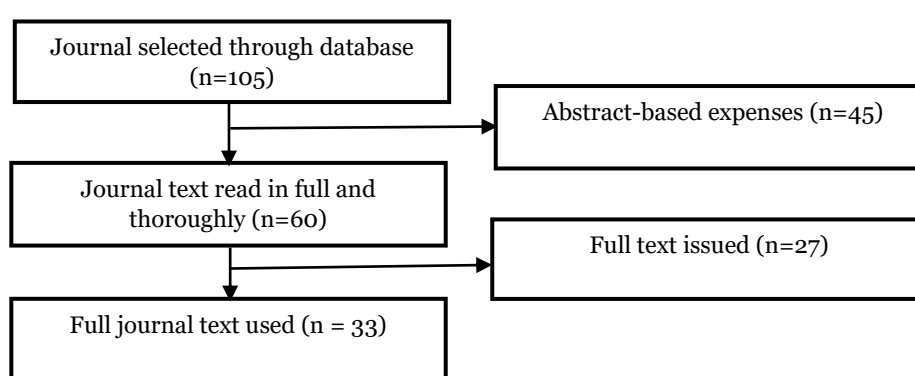 Journal selected through database
(n=105)
Abstract-based expenses (n=45)
Journal text read in full and
thoroughly (n=60)
Full text issued (n=27)
Full journal text used (n = 33)